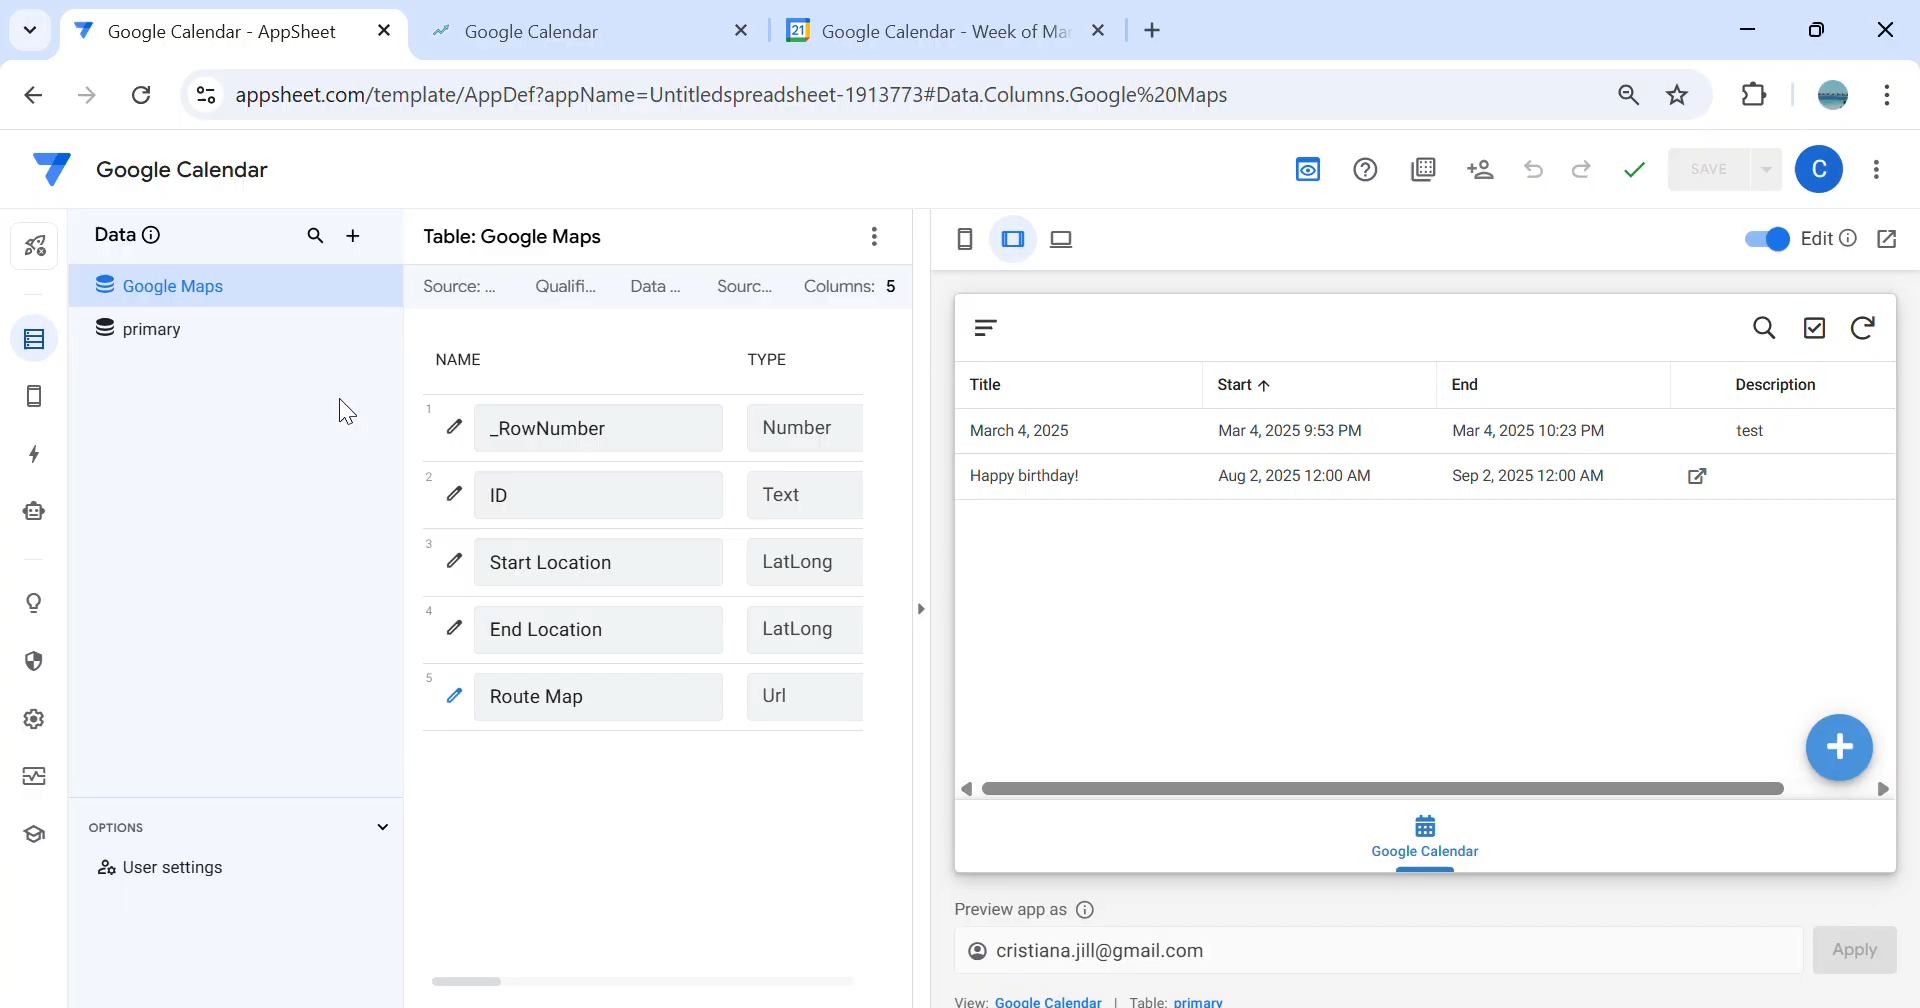 Google Calendar - AppSheet
Google Calendar
21
Google Calendar - Week of Mar
appsheet.com/template/AppDef?appName=Untitledspreadsheet-1913773#Data.Columns.Google%20Maps
Google Calendar
SAVE
C
Data
Google Maps
primary
OPTIONS
User settings
Table: Google Maps
Source: ... Qualifi... Data ... Sourc... Columns: 5
NAME TYPE
1 _RowNumber Number
2 ID Text
3 Start Location LatLong
4 End Location LatLong
5 Route Map Url
Edit
Title Start End Description
March 4, 2025 Mar 4, 2025 9:53 PM Mar 4, 2025 10:23 PM test
Happy birthday! Aug 2, 2025 12:00 AM Sep 2, 2025 12:00 AM
Google Calendar
Preview app as
cristiana.jill@gmail.com
Apply
View: Google Calendar | Table: primary